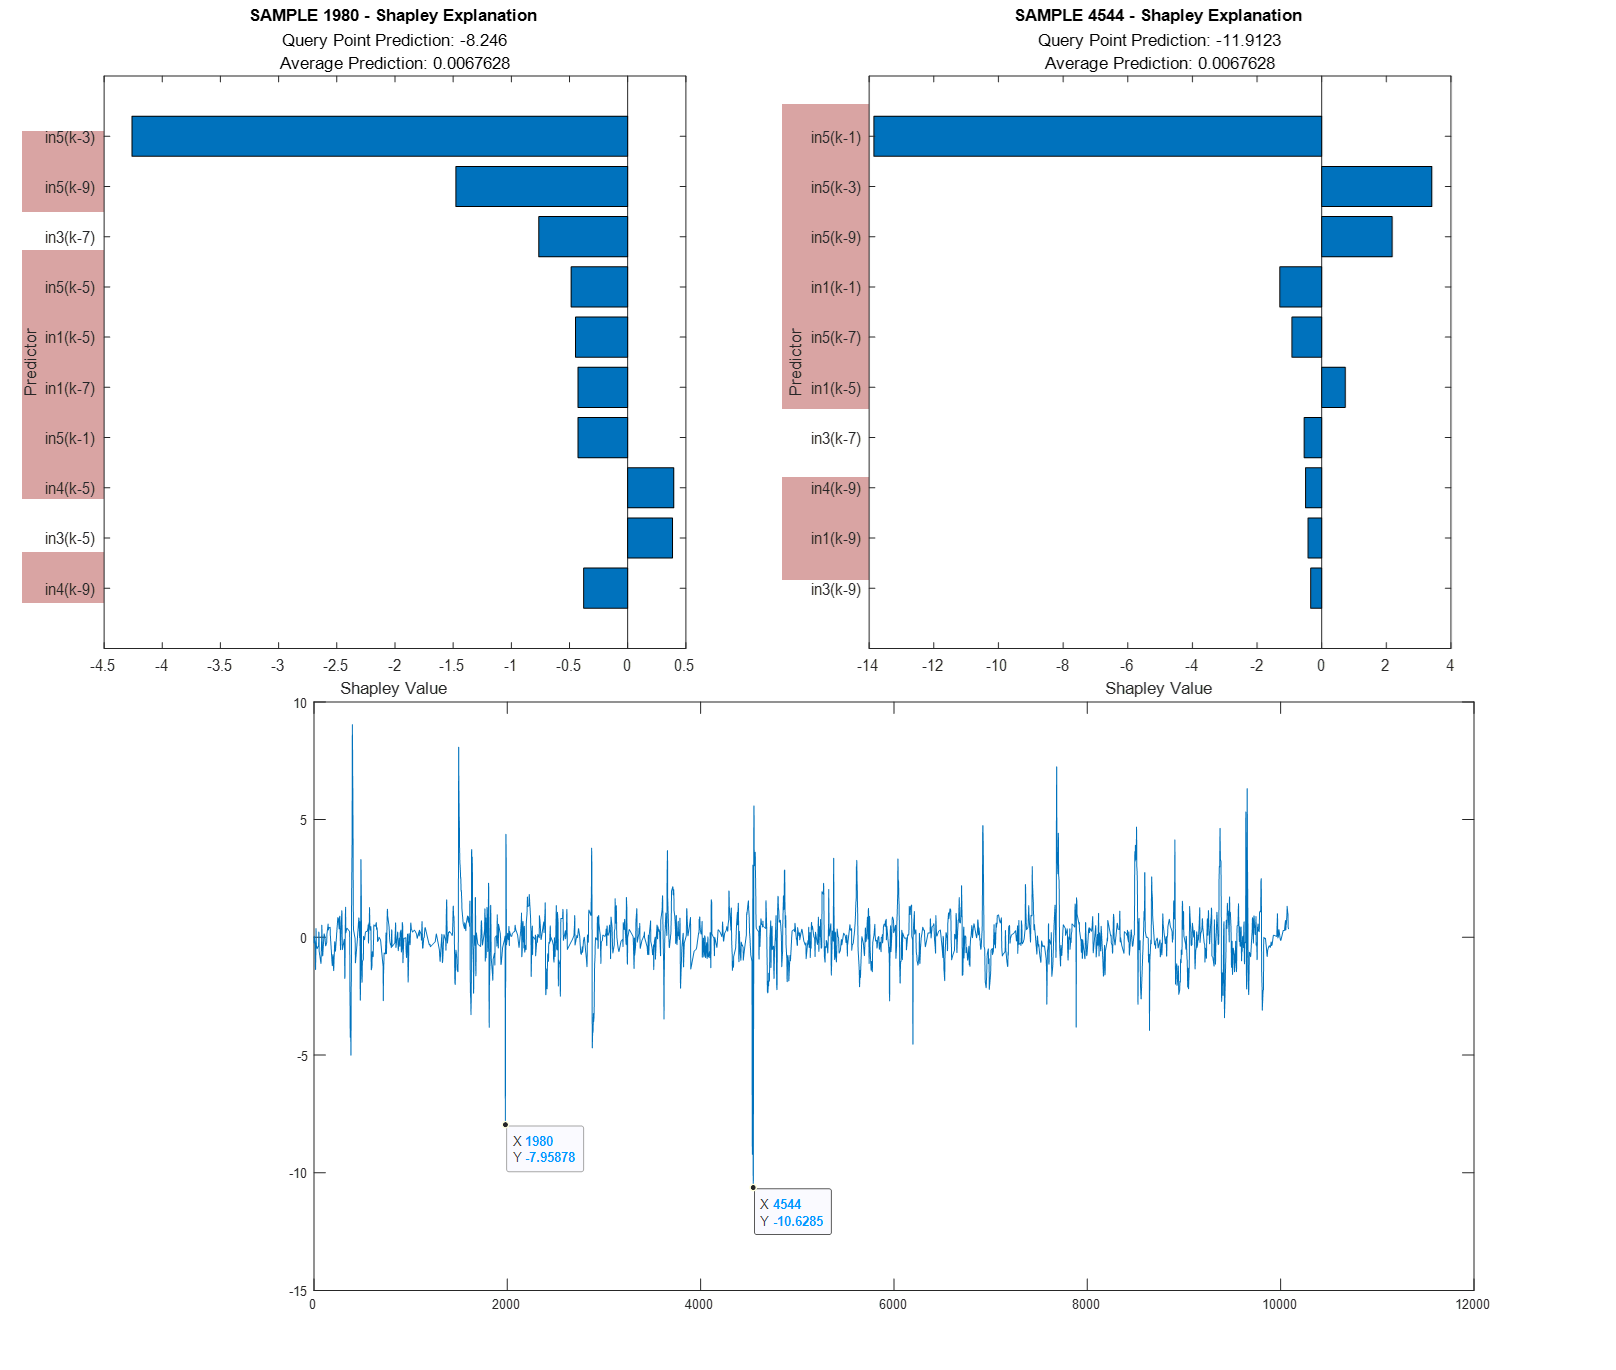 SAMPLE 1980 - Shapley Explanation
Query Point Prediction: -8.246
Average Prediction: 0.0067628
in5(k-3)
in5(k-9)
in3(k-7)
in5(k-5)
in1(k-5)
in1(k-7)
in5(k-1)
in4(k-5)
in3(k-5)
in4(k-9)
Predictor
-4.5 -4 -3.5 -3 -2.5 -2 -1.5 -1 -0.5 0 0.5
Shapley Value
SAMPLE 4544 - Shapley Explanation
Query Point Prediction: -11.9123
Average Prediction: 0.0067628
in5(k-1)
in5(k-3)
in5(k-9)
in1(k-1)
in5(k-7)
in1(k-5)
in3(k-7)
in4(k-9)
in1(k-9)
in3(k-9)
Predictor
-14 -12 -10 -8 -6 -4 -2 0 2 4
Shapley Value
10
5
0
-5
-10
-15
X 1980
Y -7.95878
X 4544
Y -10.6285
0 2000 4000 6000 8000 10000 12000